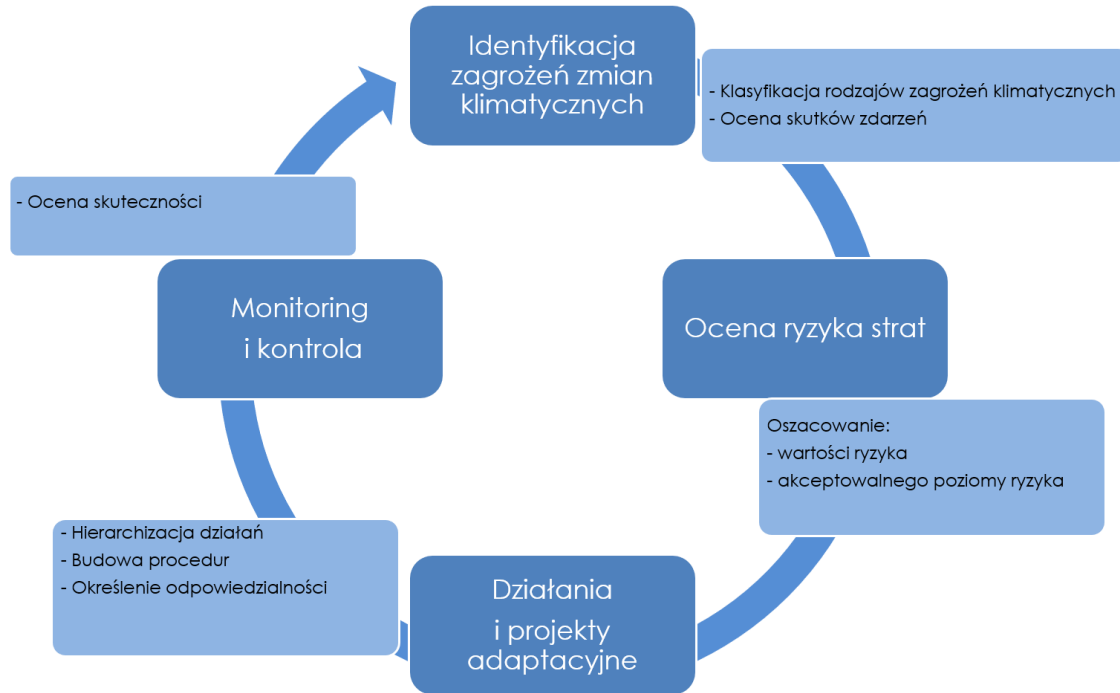 Identyfikacja
zagrożeń zmian
klimatycznych
- Klasyfikacja rodzajów zagrożeń klimatycznych
- Ocena skutków zdarzeń
Ocena ryzyka strat
Oszacowanie:
- wartości ryzyka
- akceptowalnego poziomy ryzyka
Działania
i projekty
adaptacyjne
- Hierarchizacja działań
- Budowa procedur
- Określenie odpowiedzialności
Monitoring
i kontrola
- Ocena skuteczności